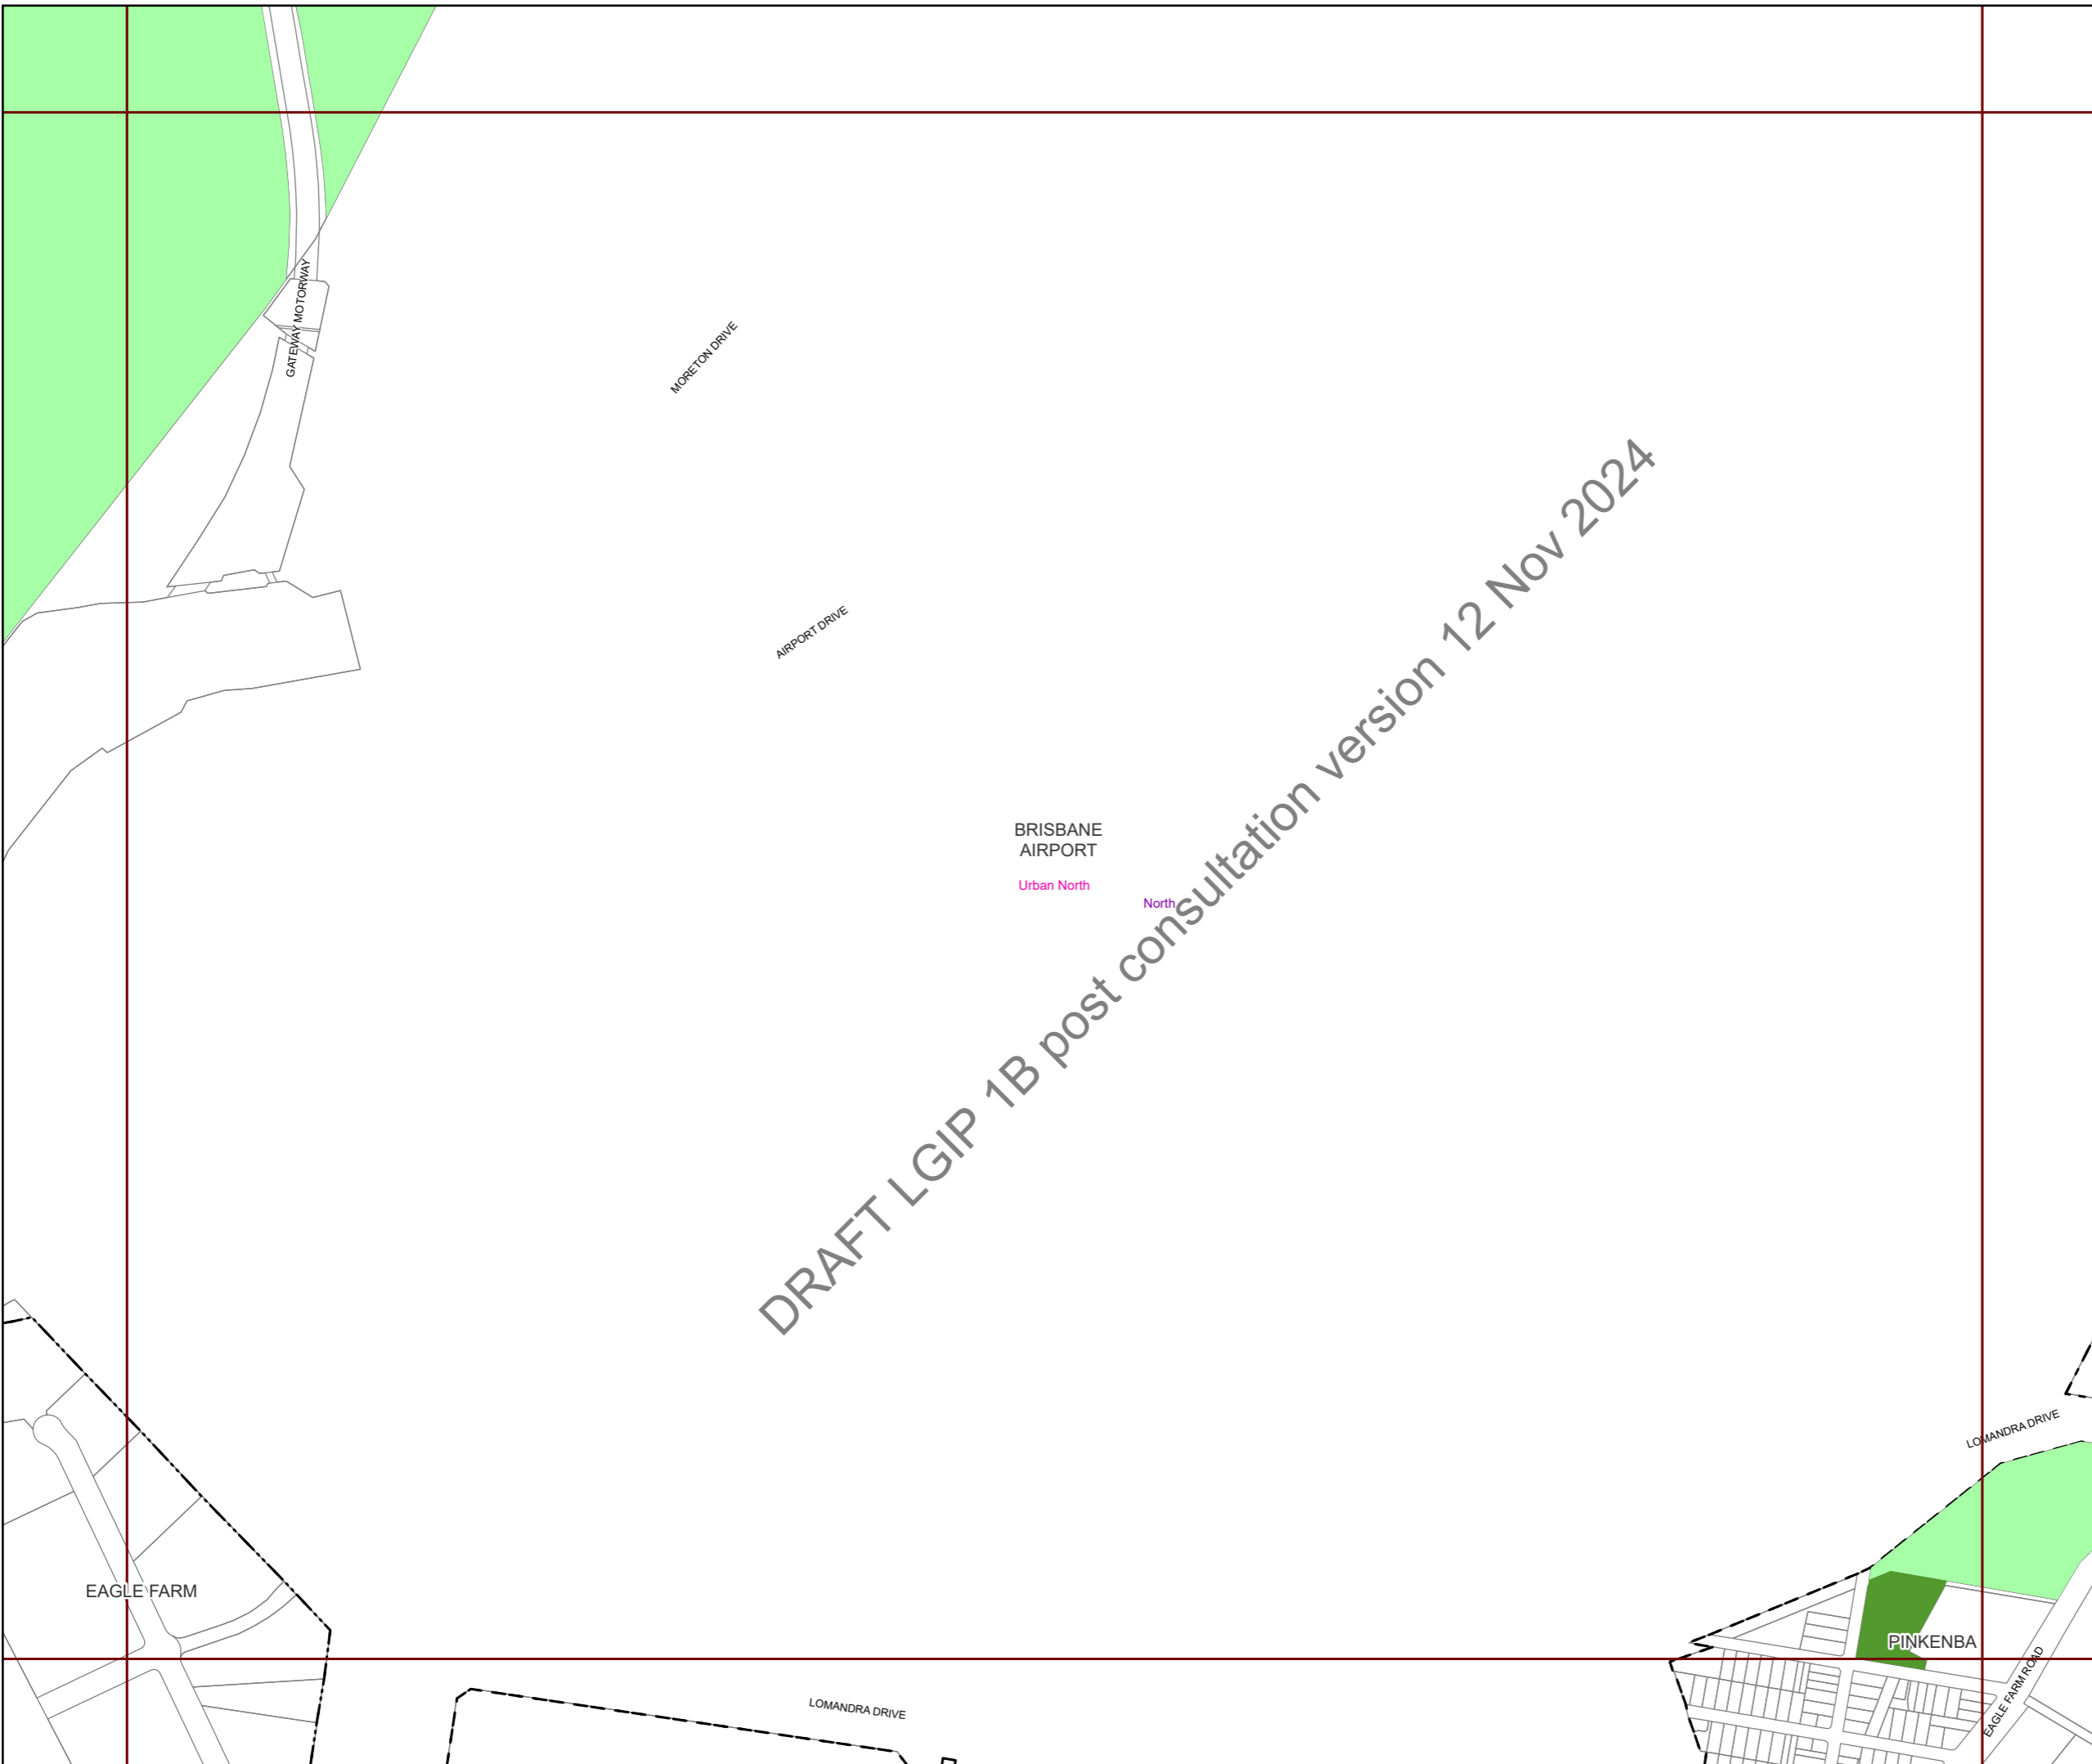 GATEWAY MOTORWAY
MORETON DRIVE
AIRPORT DRIVE
DRAFT LGIP 1B post consultation version 12 Nov 2024
BRISBANE
AIRPORT
Urban North
North
LOMANDRA DRIVE
EAGLE FARM
PINKENBA
EAGLE FARM ROAD
LOMANDRA DRIVE